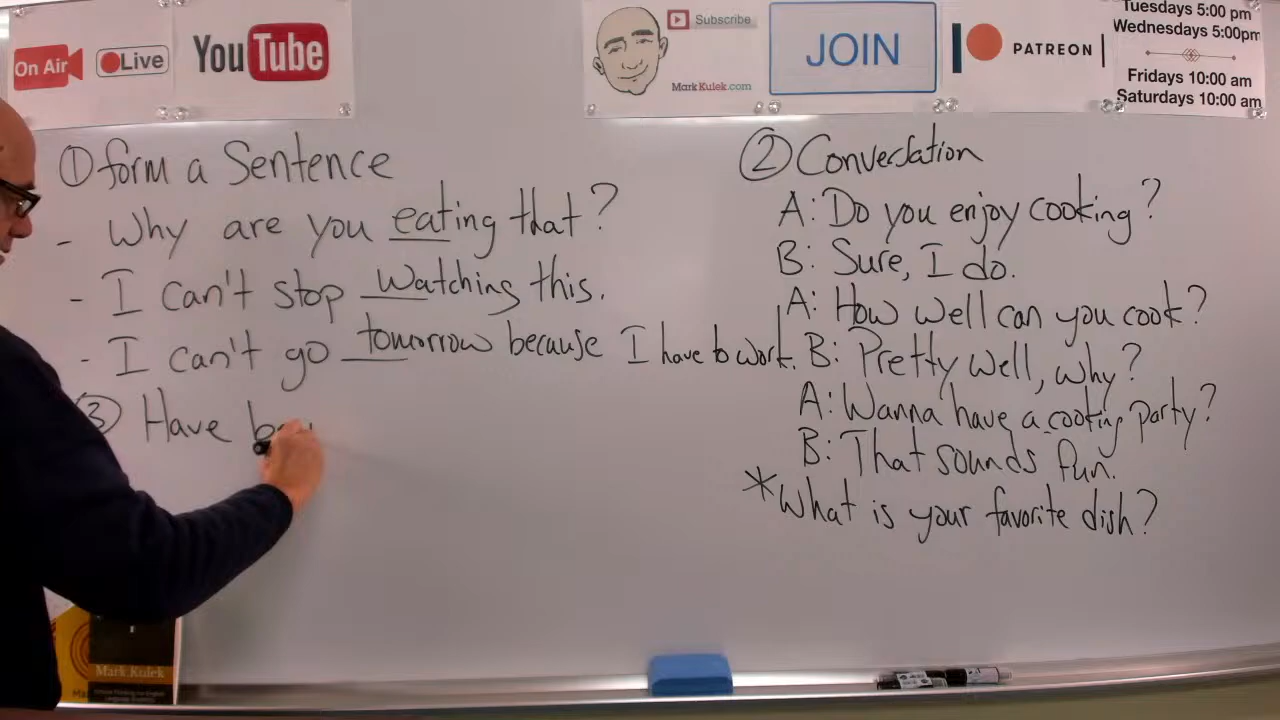 On Air
Live
YouTube
Subscribe
MarkKulek.com
JOIN
PATREON
Tuesdays 5:00 pm
Wednesdays 5:00pm
Fridays 10:00 am
Saturdays 10:00 am
① form a Sentence
- Why are you eating that?
- I can't stop watching this.
- I can't go tomorrow because I have to work.
③ Have
② Conversation
A: Do you enjoy cooking?
B: Sure, I do.
A: How well can you cook?
B: Pretty well, why?
A: Wanna have a cooking party?
B: That sounds fun.
*What is your favorite dish?
Mark Kulek